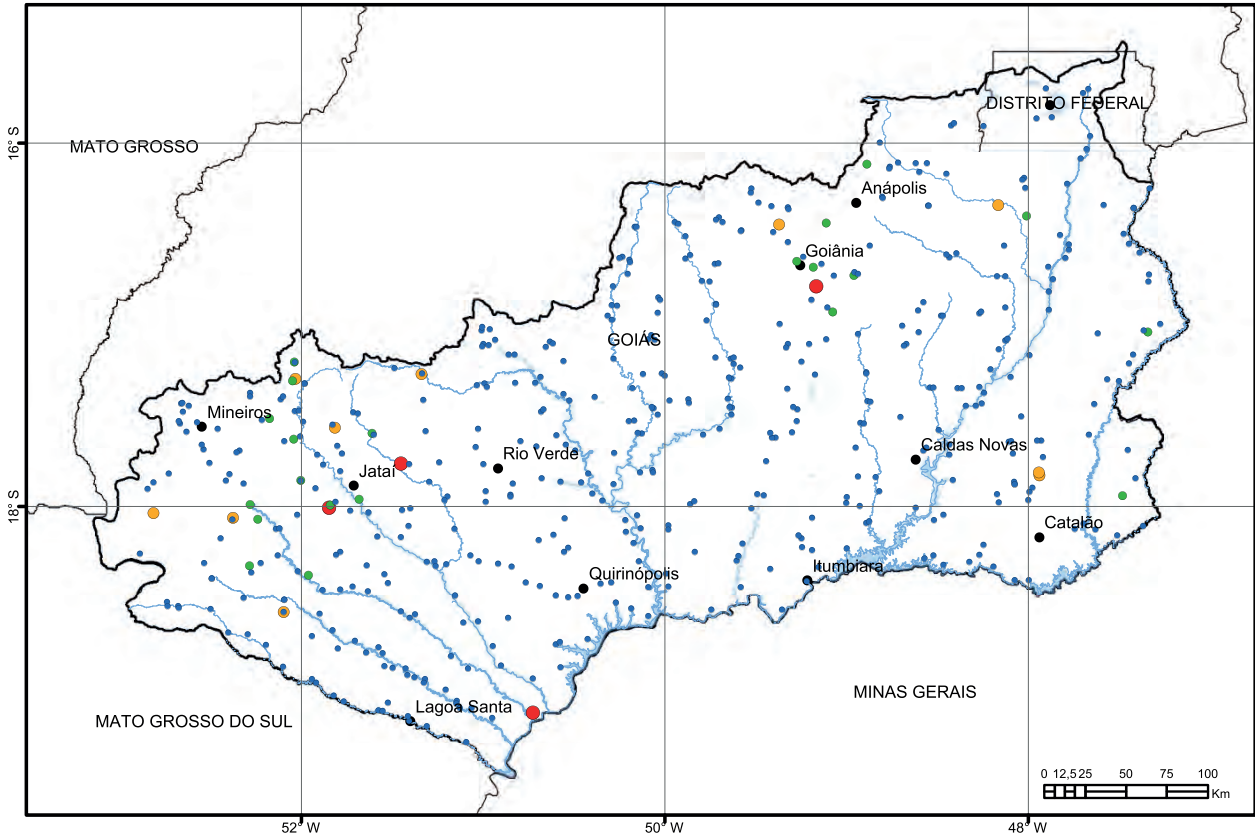 DISTRITO FEDERAL
16° S
MATO GROSSO
Anápolis
Goiânia
GOIÁS
Mineiros
Caldas Novas
Rio Verde
Jataí
18° S
Catalão
Itumbiara
Quirinópolis
MINAS GERAIS
Lagoa Santa
MATO GROSSO DO SUL
0 12,5 25 50 75 100
Km
52° W 50° W 48° W